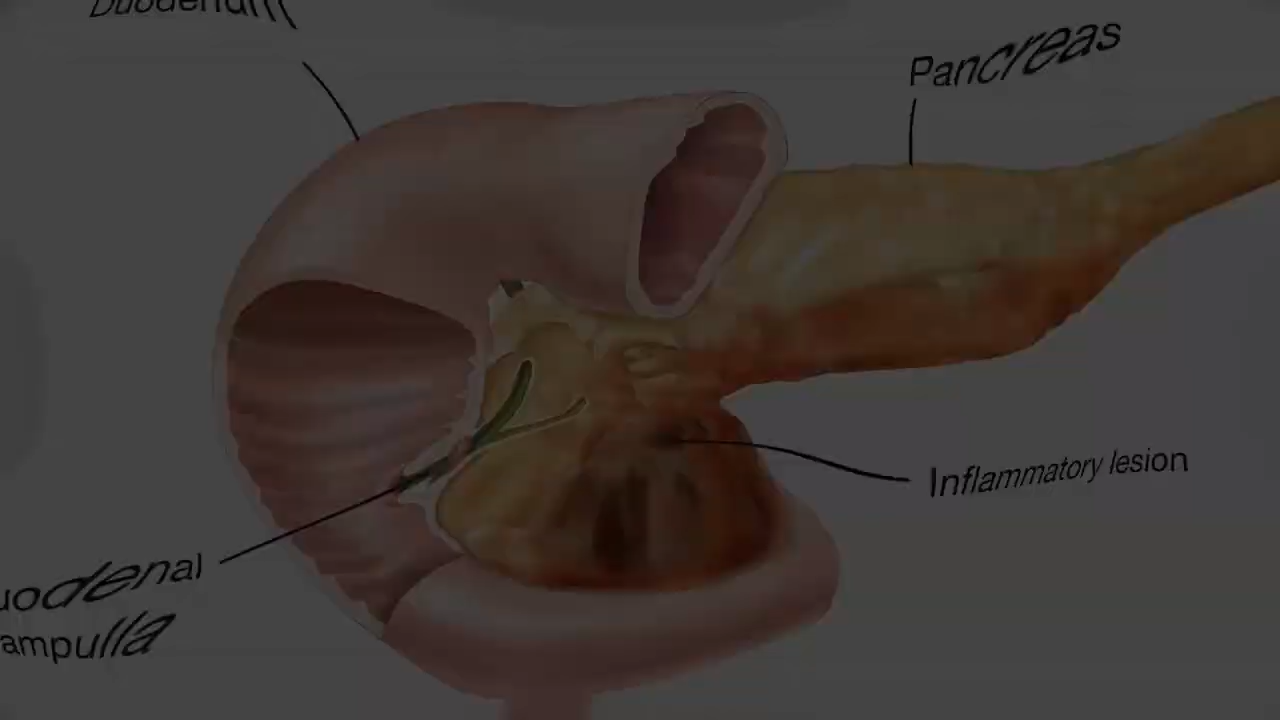 Duodenum
Pancreas
Inflammatory lesion
uodenal
ampulla